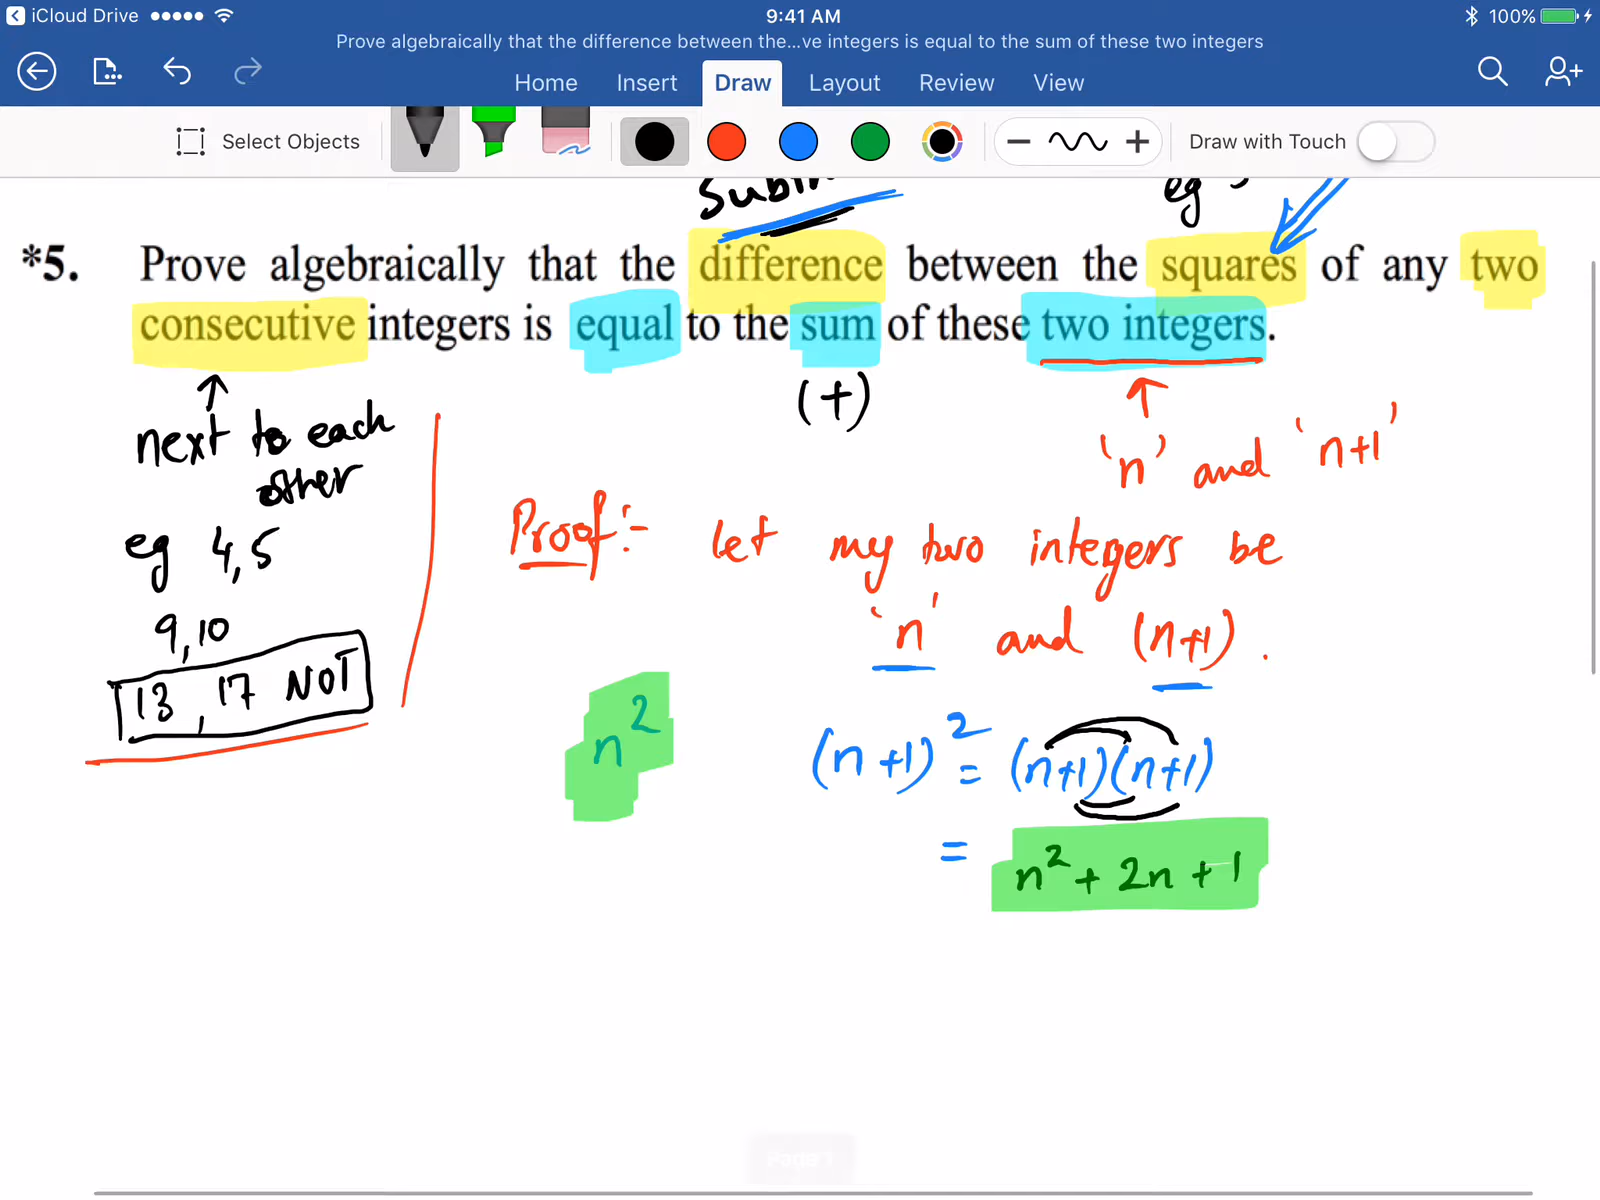 iCloud Drive
9:41 AM
100%
Prove algebraically that the difference between the...ve integers is equal to the sum of these two integers
Home Insert Draw Layout Review View
Select Objects
Draw with Touch
eg
*5. Prove algebraically that the difference between the squares of any two
consecutive integers is equal to the sum of these two integers.
(+)
next to each
other
eg 4,5
9,10
13, 17 NOT
'n' and 'n+1'
Proof:- let my two integers be
'n' and (n+1).
n²
(n+1)² = (n+1)(n+1)
= n² + 2n + 1
Page 1